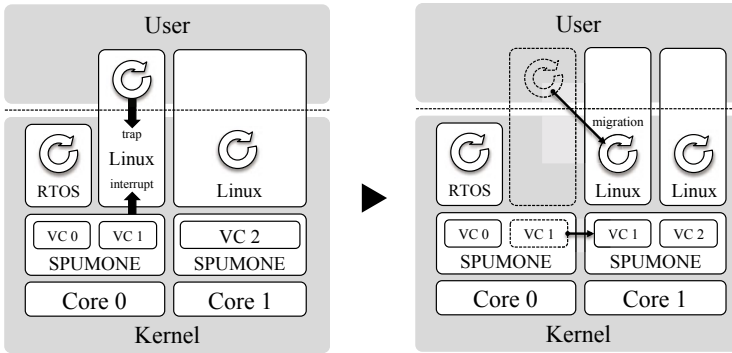 User
trap
Linux
interrupt
RTOS
Linux
VC 0
VC 1
VC 2
SPUMONE
SPUMONE
Core 0
Core 1
Kernel
User
migration
RTOS
Linux
Linux
VC 0
VC 1
VC 1
VC 2
SPUMONE
SPUMONE
Core 0
Core 1
Kernel